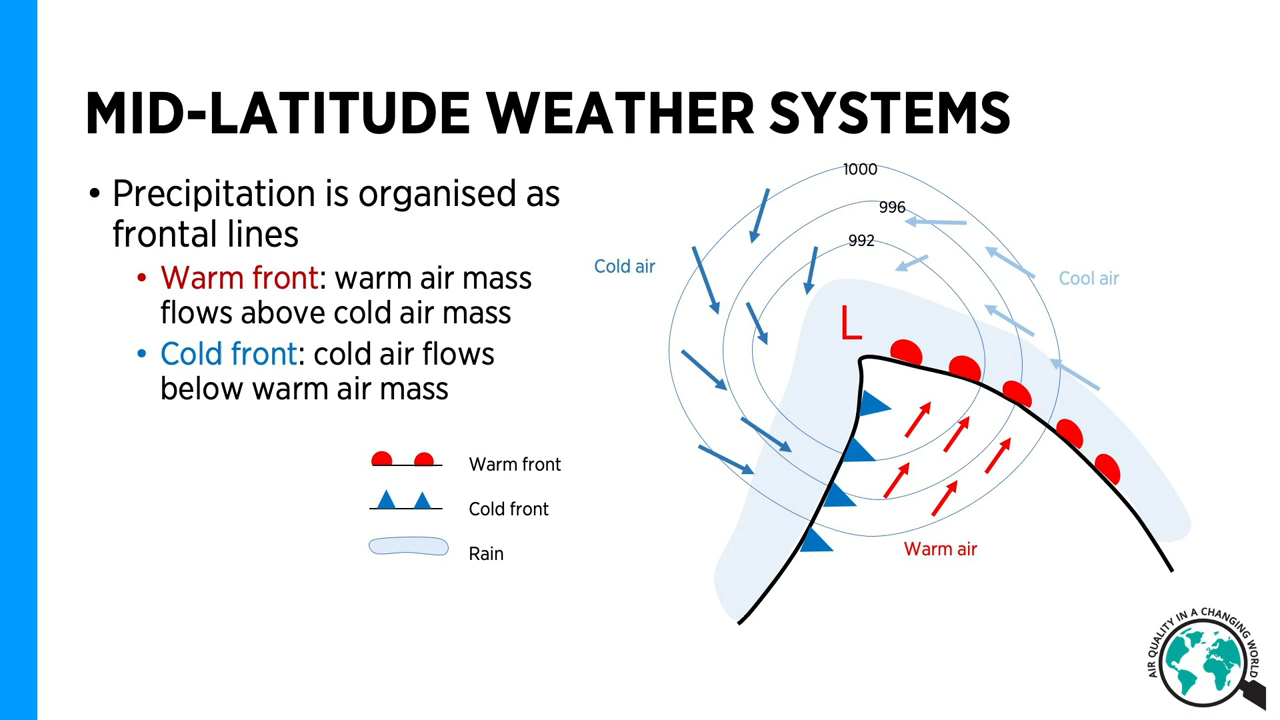 MID-LATITUDE WEATHER SYSTEMS
• Precipitation is organised as
frontal lines
• Warm front: warm air mass
flows above cold air mass
• Cold front: cold air flows
below warm air mass
Warm front
Cold front
Rain
1000
996
992
Cold air
Cool air
L
Warm air
AIR QUALITY IN A CHANGING WORLD